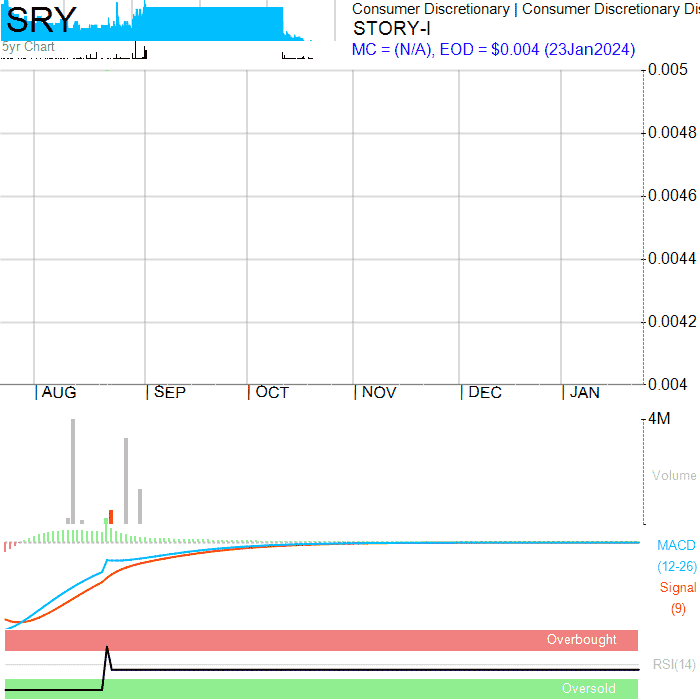 SRY
5yr Chart
Consumer Discretionary | Consumer Discretionary Dis
STORY-I
MC = (N/A), EOD = $0.004 (23Jan2024)
0.005
0.0048
0.0046
0.0044
0.0042
0.004
| AUG | SEP | OCT | NOV | DEC | JAN
4M
Volume
MACD
(12-26)
Signal
(9)
Overbought
RSI(14)
Oversold